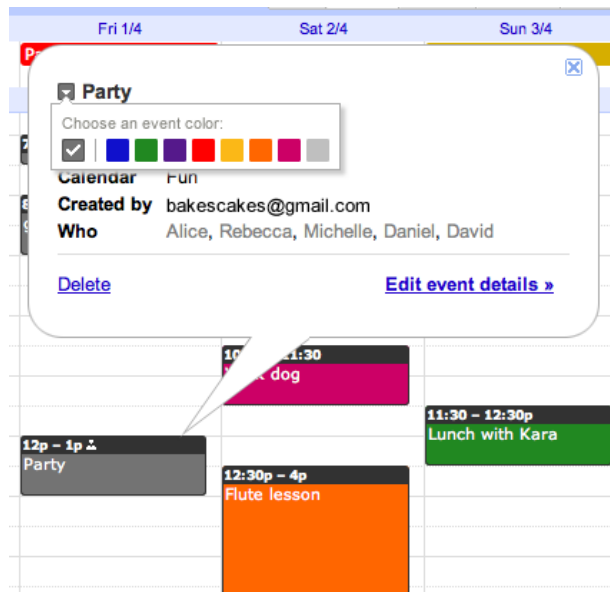 Fri 1/4
Sat 2/4
Sun 3/4
Party
Choose an event color:
Calendar Fun
Created by bakescakes@gmail.com
Who Alice, Rebecca, Michelle, Daniel, David
Delete
Edit event details »
dog
11:30 – 12:30p
Lunch with Kara
12p – 1p
Party
12:30p – 4p
Flute lesson